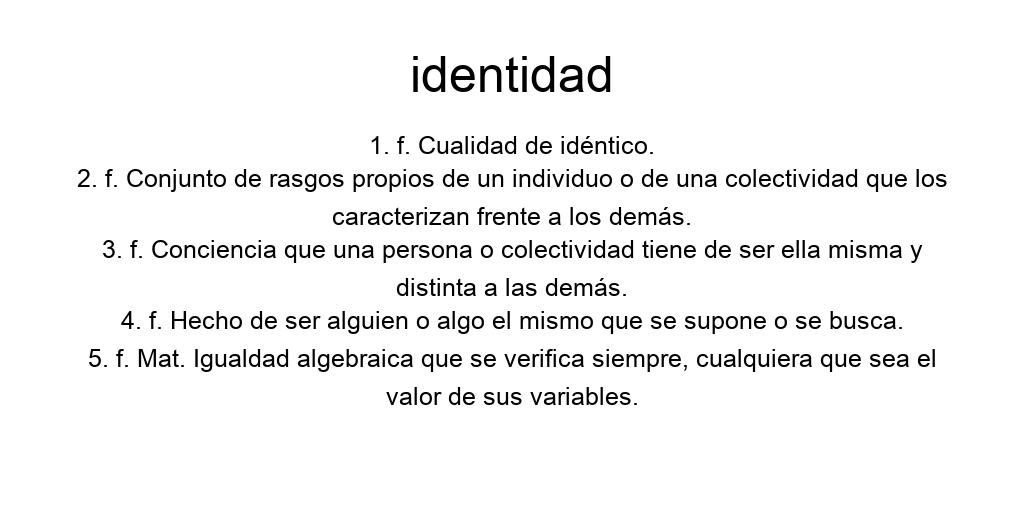 identidad
1. f. Cualidad de idéntico.
2. f. Conjunto de rasgos propios de un individuo o de una colectividad que los
caracterizan frente a los demás.
3. f. Conciencia que una persona o colectividad tiene de ser ella misma y
distinta a las demás.
4. f. Hecho de ser alguien o algo el mismo que se supone o se busca.
5. f. Mat. Igualdad algebraica que se verifica siempre, cualquiera que sea el
valor de sus variables.